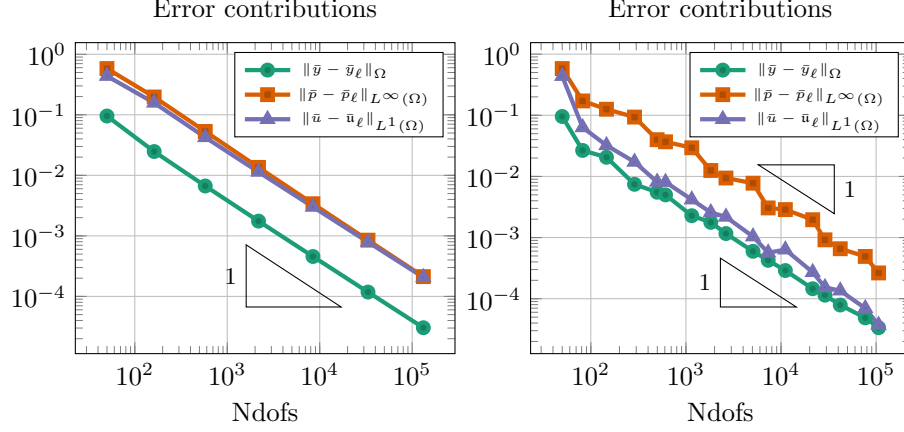 Error contributions
10^0
10^{-1}
10^{-2}
10^{-3}
10^{-4}
‖ȳ − ȳ_ℓ‖_Ω
‖p̄ − p̄_ℓ‖_{L^∞(Ω)}
‖ū − ū_ℓ‖_{L^1(Ω)}
1
10^2
10^3
10^4
10^5
Ndofs
Error contributions
10^0
10^{-1}
10^{-2}
10^{-3}
10^{-4}
‖ȳ − ȳ_ℓ‖_Ω
‖p̄ − p̄_ℓ‖_{L^∞(Ω)}
‖ū − ū_ℓ‖_{L^1(Ω)}
1
1
10^2
10^3
10^4
10^5
Ndofs